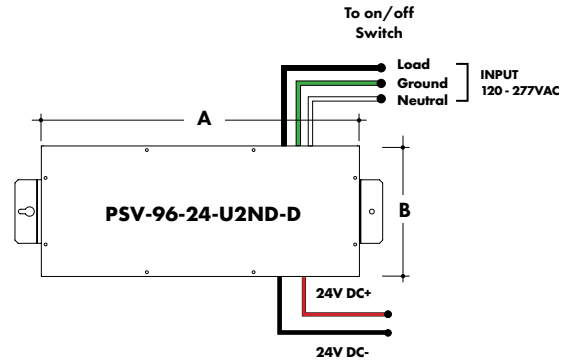 To on/off
Switch
Load
Ground
Neutral
INPUT
120 - 277VAC
A
B
PSV-96-24-U2ND-D
24V DC+
24V DC-